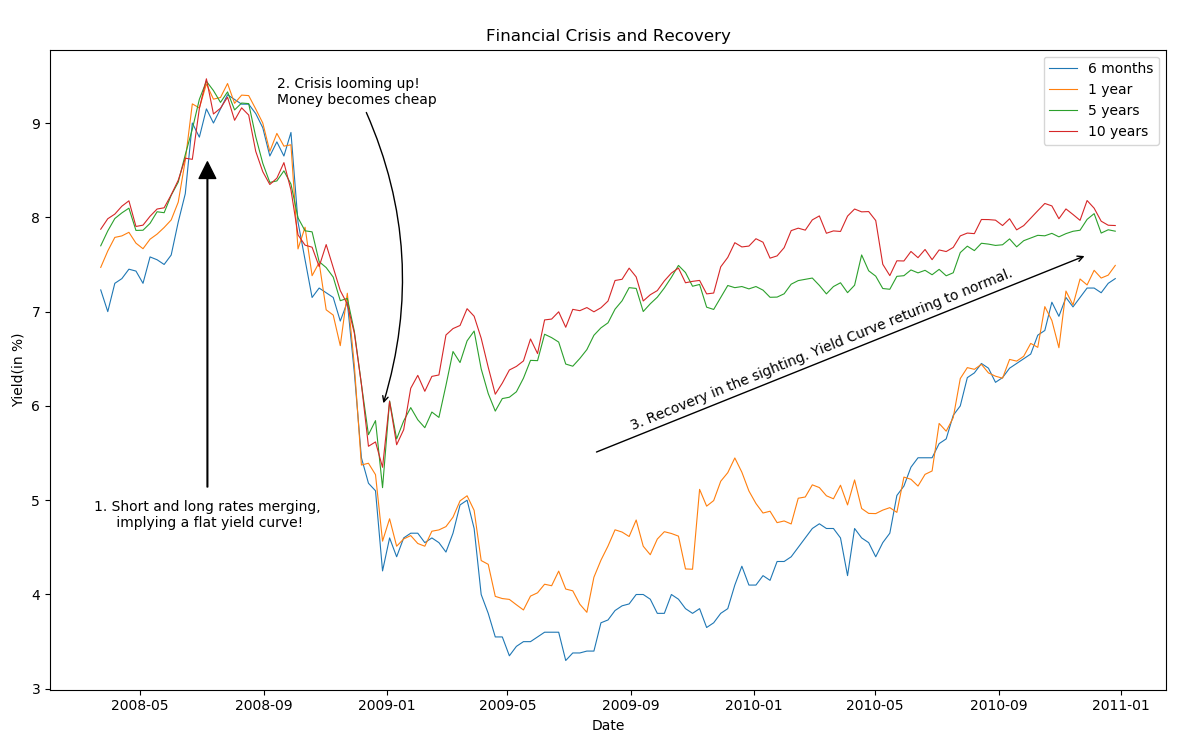 Financial Crisis and Recovery
6 months
1 year
5 years
10 years
2. Crisis looming up!
Money becomes cheap
3. Recovery in the sighting. Yield Curve returing to normal.
1. Short and long rates merging,
implying a flat yield curve!
Yield(in %)
9
8
7
6
5
4
3
2008-05
2008-09
2009-01
2009-05
2009-09
2010-01
2010-05
2010-09
2011-01
Date